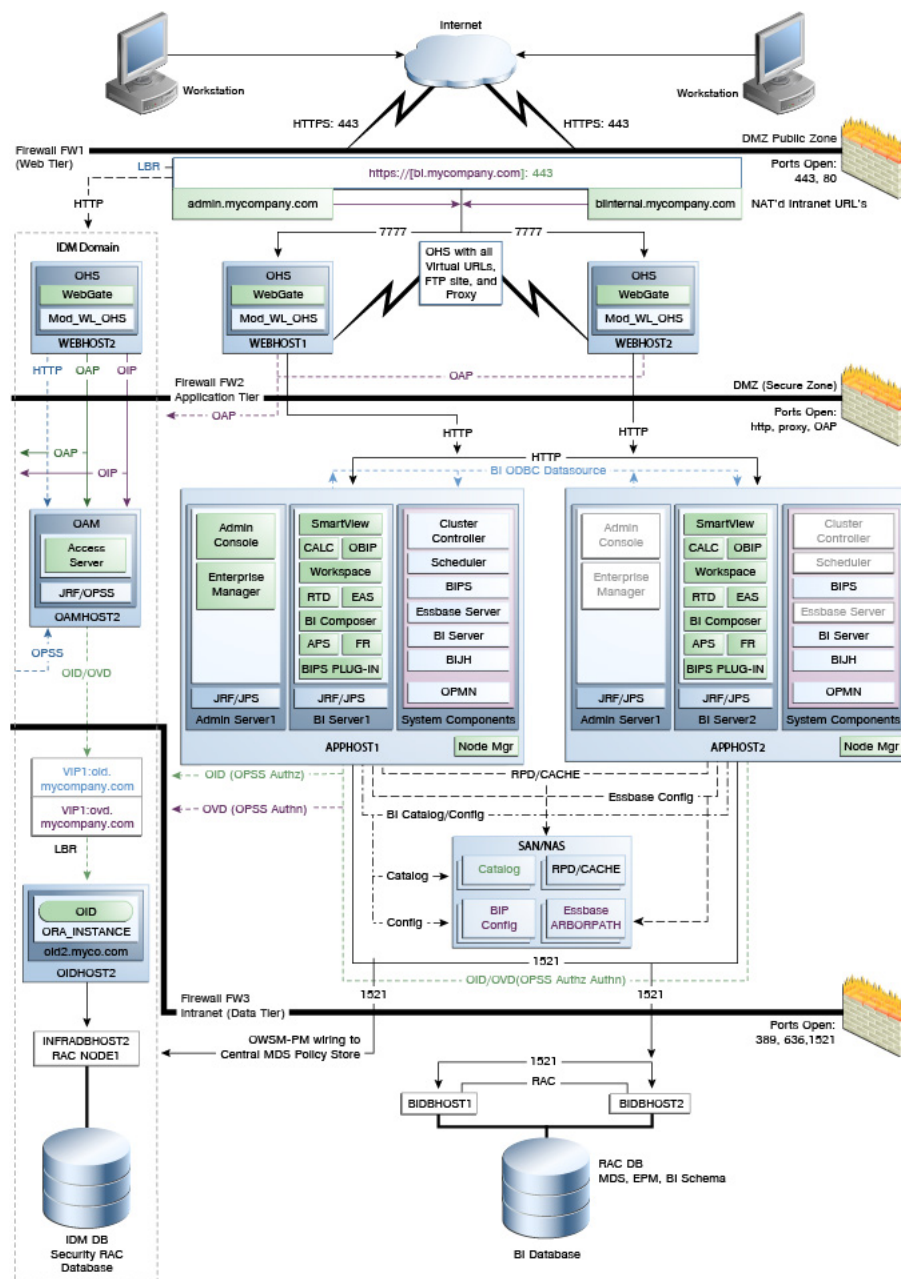 Internet
Workstation
Workstation
HTTPS: 443
HTTPS: 443
Firewall FW1
(Web Tier)
DMZ Public Zone
LBR
https://[bi.mycompany.com]: 443
Ports Open:
443, 80
HTTP
admin.mycompany.com
biinternal.mycompany.com
NAT'd Intranet URL's
7777
7777
IDM Domain
OHS
WebGate
Mod_WL_OHS
WEBHOST2
OHS
WebGate
Mod_WL_OHS
WEBHOST1
OHS with all
Virtual URLs,
FTP site, and
Proxy
OHS
WebGate
Mod_WL_OHS
WEBHOST2
HTTP
OAP
OIP
Firewall FW2
Application Tier
OAP
DMZ (Secure Zone)
OAP
Ports Open:
http, proxy, OAP
HTTP
HTTP
OAP
OIP
HTTP
BI ODBC Datasource
OAM
Access
Server
JRF/OPSS
OAMHOST2
OPSS
OID/OVD
Admin
Console
Enterprise
Manager
JRF/JPS
Admin Server1
SmartView
CALC
OBIP
Workspace
RTD
EAS
BI Composer
APS
FR
BIPS PLUG-IN
JRF/JPS
BI Server1
Cluster
Controller
Scheduler
BIPS
Essbase Server
BI Server
BIJH
OPMN
System Components
APPHOST1
Node Mgr
Admin
Console
Enterprise
Manager
JRF/JPS
Admin Server1
SmartView
CALC
OBIP
Workspace
RTD
EAS
BI Composer
APS
FR
BIPS PLUG-IN
JRF/JPS
BI Server2
Cluster
Controller
Scheduler
BIPS
Essbase Server
BI Server
BIJH
OPMN
System Components
APPHOST2
Node Mgr
VIP1:oid.
mycompany.com
VIP1:ovd.
mycompany.com
LBR
OID (OPSS Authz)
OVD (OPSS Authn)
RPD/CACHE
Essbase Config
BI Catalog/Config
SAN/NAS
Catalog
Catalog
RPD/CACHE
Config
BIP
Config
Essbase
ARBORPATH
OID
ORA_INSTANCE
oid2.myco.com
OIDHOST2
1521
OID/OVD(OPSS Authz Authn)
1521
1521
Firewall FW3
Intranet (Data Tier)
Ports Open:
389, 636,1521
INFRADBHOST2
RAC NODE1
OWSM-PM wiring to
Central MDS Policy Store
1521
RAC
BIDBHOST1
BIDBHOST2
RAC DB
MDS, EPM, BI Schema
IDM DB
Security RAC
Database
BI Database